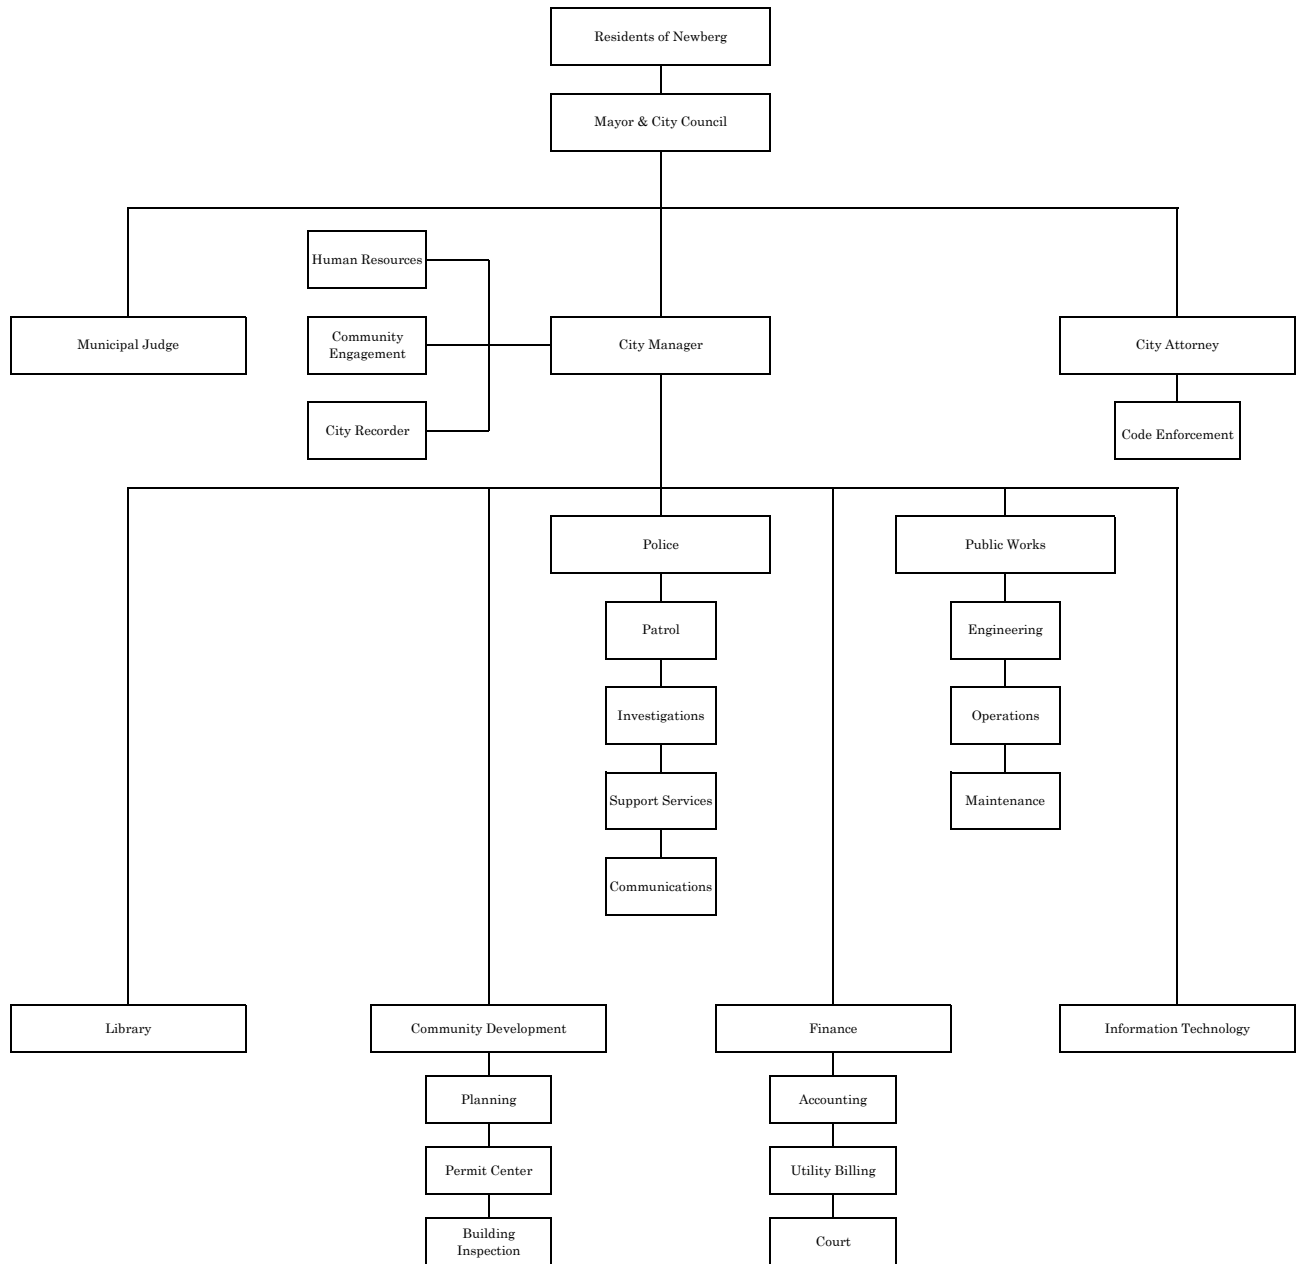 Residents of Newberg
Mayor & City Council
Human Resources
Municipal Judge
Community
Engagement
City Manager
City Attorney
City Recorder
Code Enforcement
Police
Public Works
Patrol
Engineering
Investigations
Operations
Support Services
Maintenance
Communications
Library
Community Development
Finance
Information Technology
Planning
Accounting
Permit Center
Utility Billing
Building
Inspection
Court